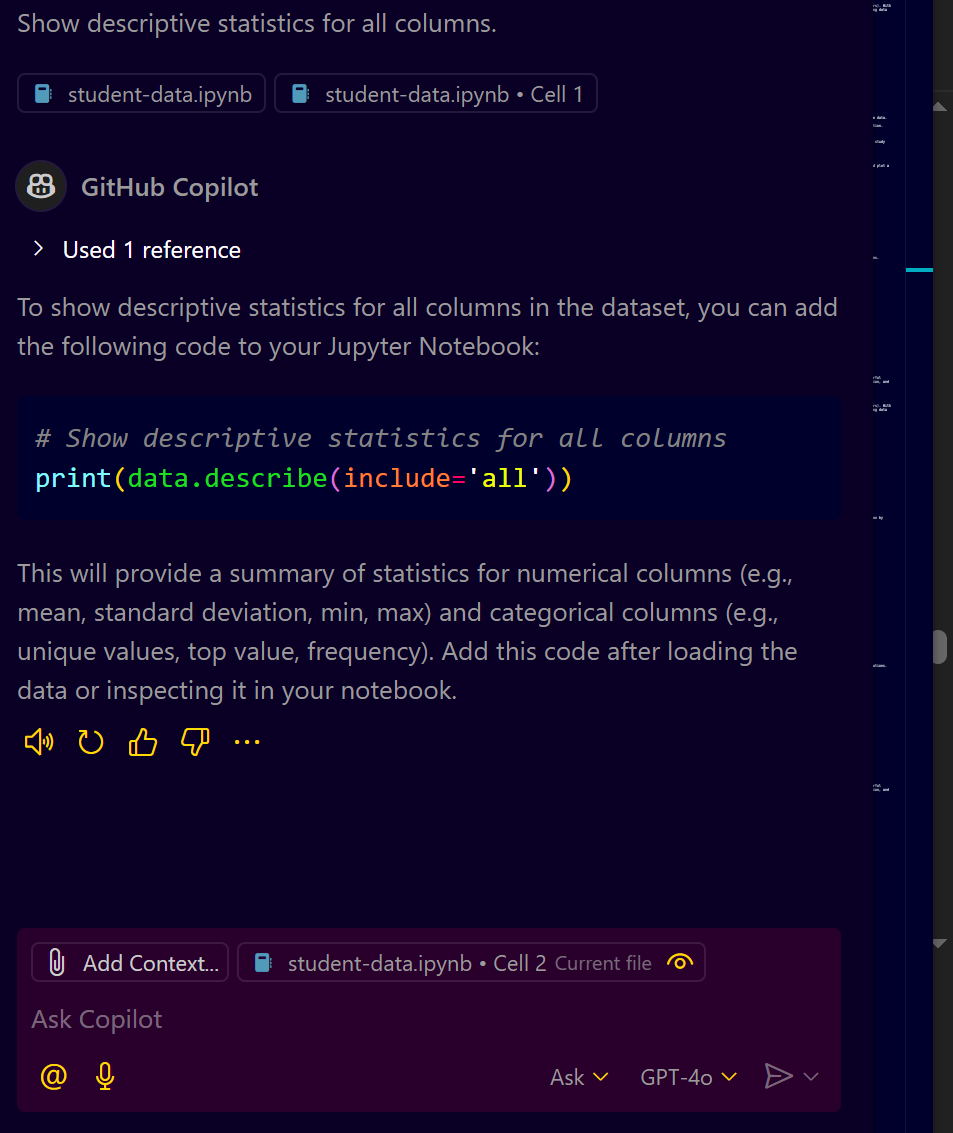 Show descriptive statistics for all columns.
student-data.ipynb
student-data.ipynb • Cell 1
GitHub Copilot
Used 1 reference
To show descriptive statistics for all columns in the dataset, you can add
the following code to your Jupyter Notebook:
# Show descriptive statistics for all columns
print(data.describe(include='all'))
This will provide a summary of statistics for numerical columns (e.g.,
mean, standard deviation, min, max) and categorical columns (e.g.,
unique values, top value, frequency). Add this code after loading the
data or inspecting it in your notebook.
Add Context...
student-data.ipynb • Cell 2 Current file
Ask Copilot
@
Ask
GPT-4o